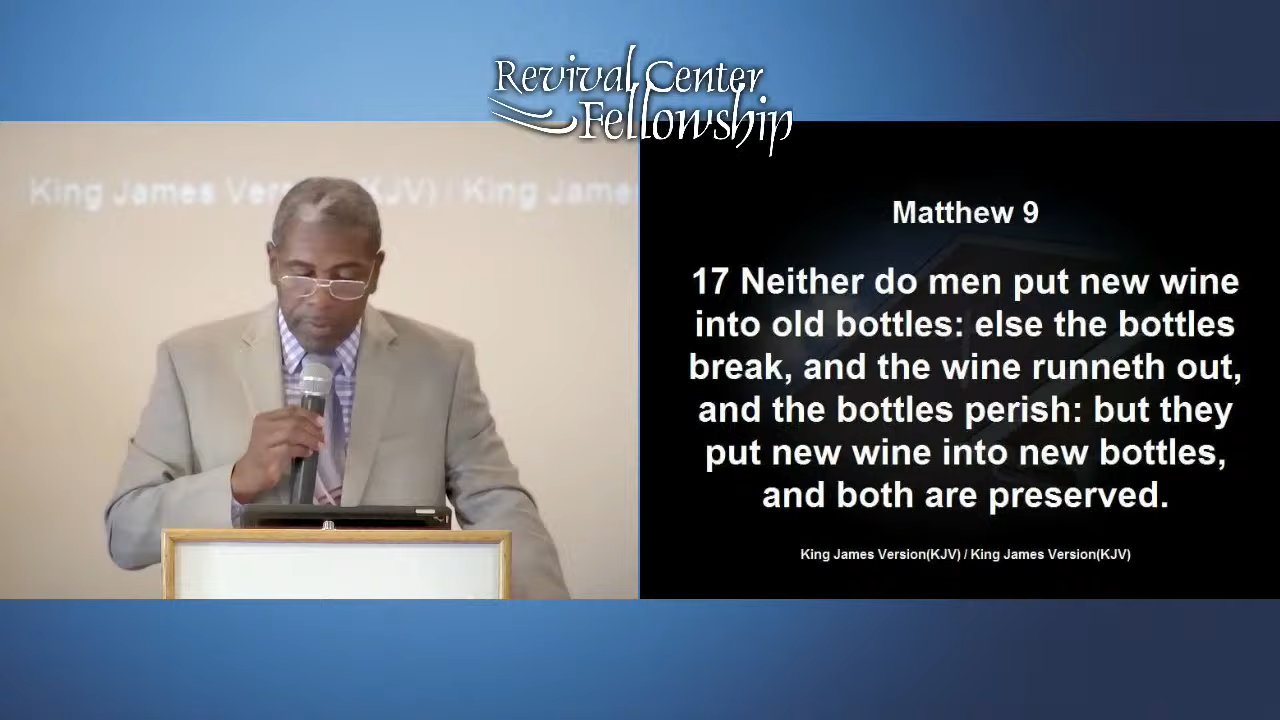 Revival Center
Fellowship
King James Version(KJV) / King Jame
Matthew 9
17 Neither do men put new wine
into old bottles: else the bottles
break, and the wine runneth out,
and the bottles perish: but they
put new wine into new bottles,
and both are preserved.
King James Version(KJV) / King James Version(KJV)